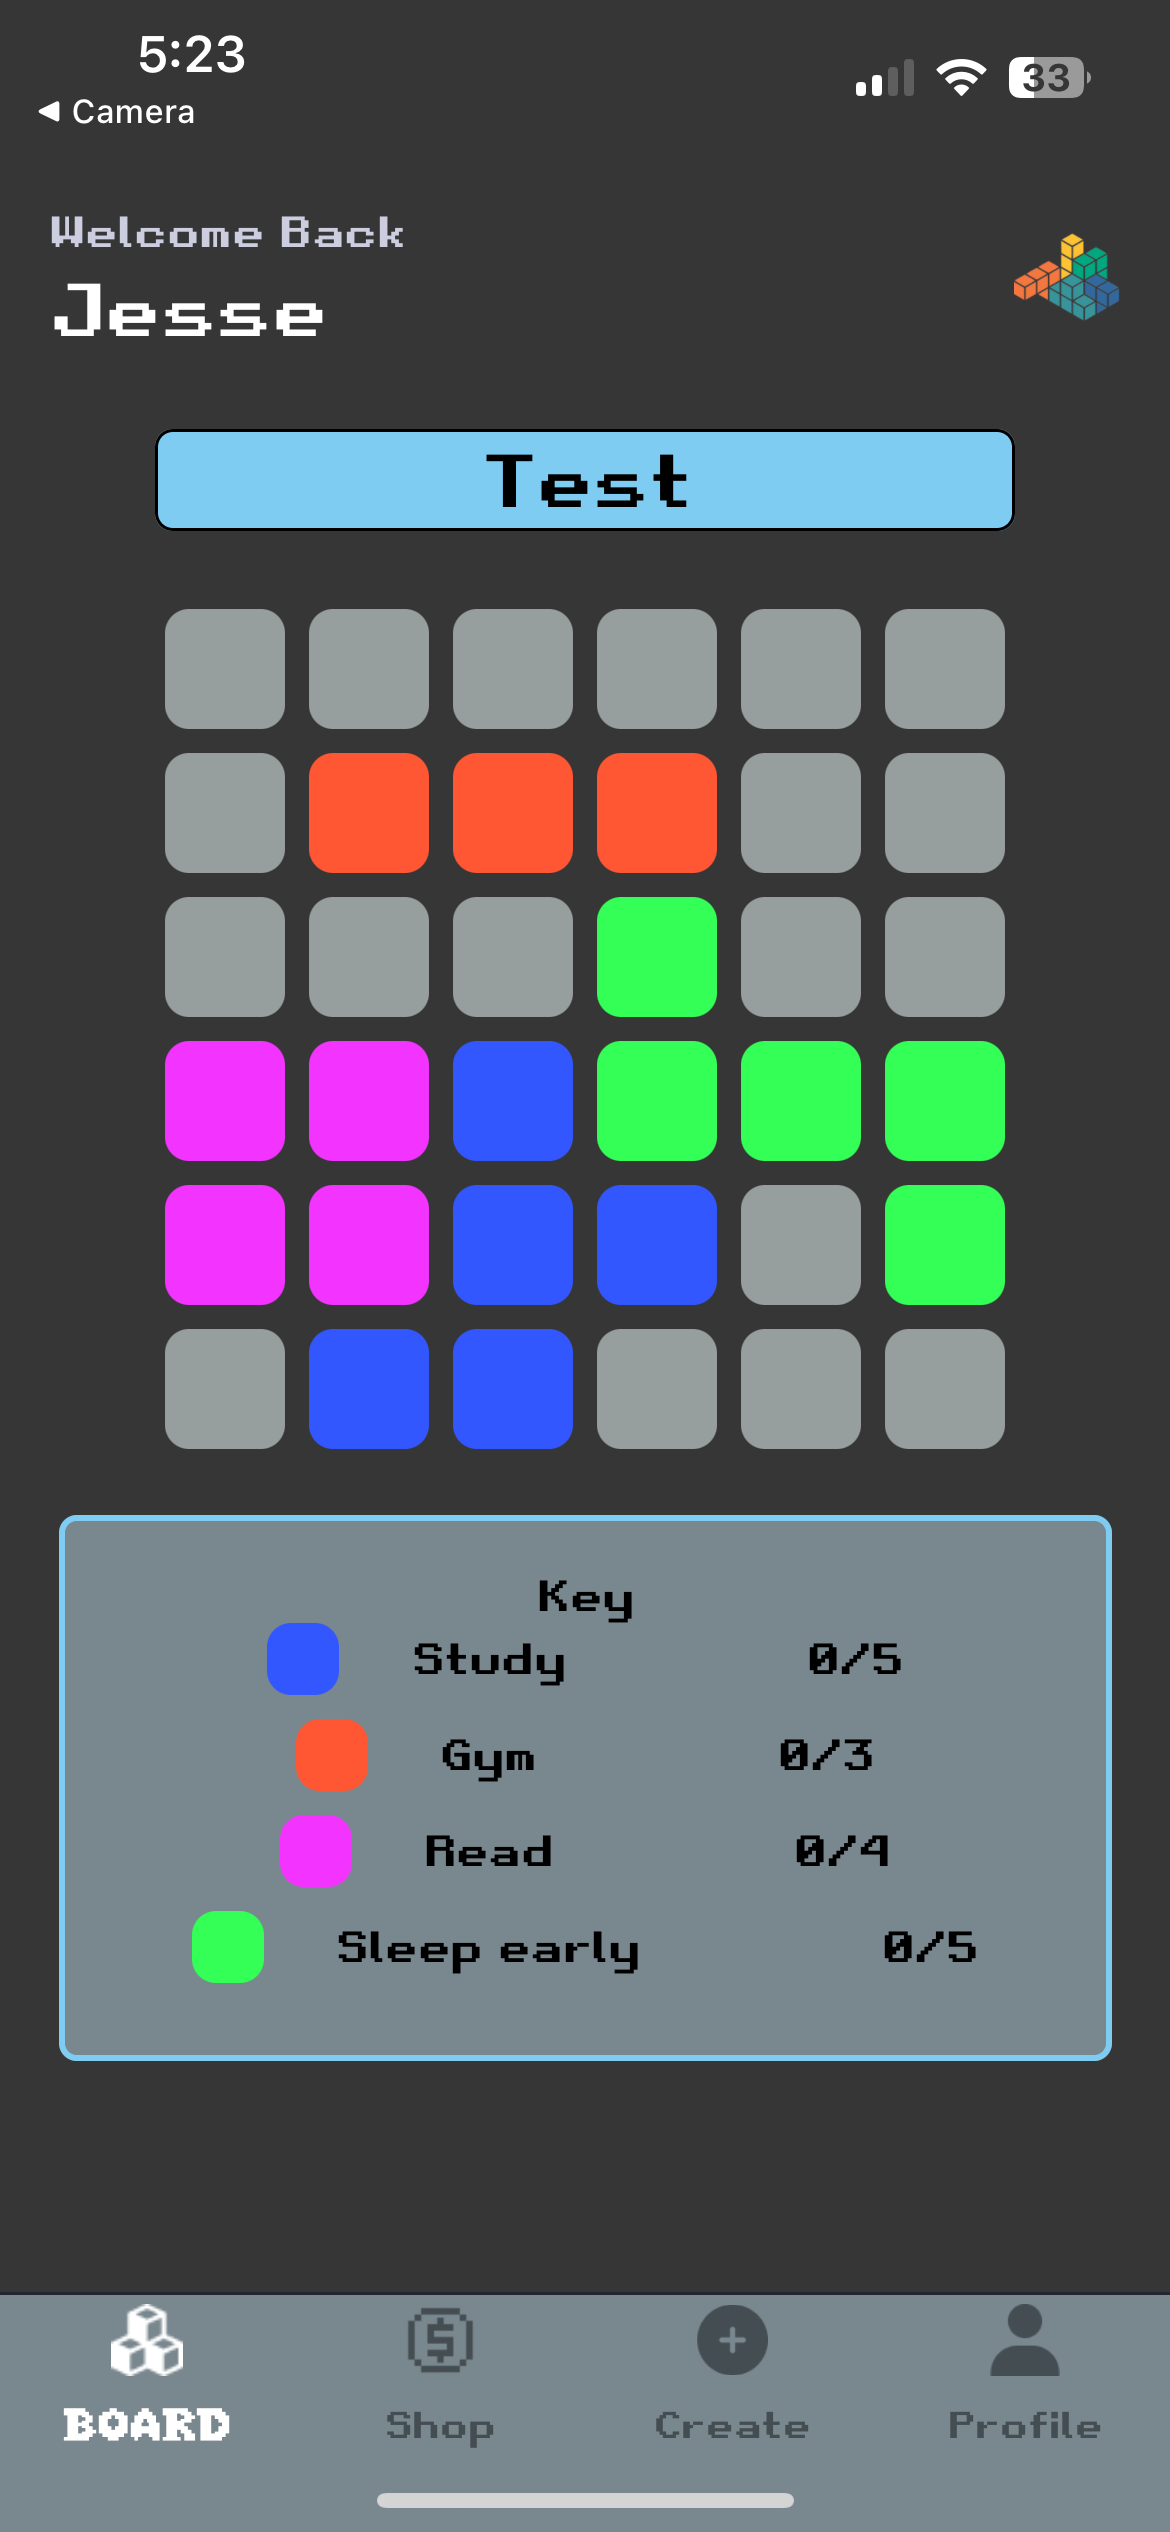 5:23
33
Camera
Welcome Back
Jesse
Test
Key
Study 0/5
Gym 0/3
Read 0/4
Sleep early 0/5
BOARD Shop Create Profile